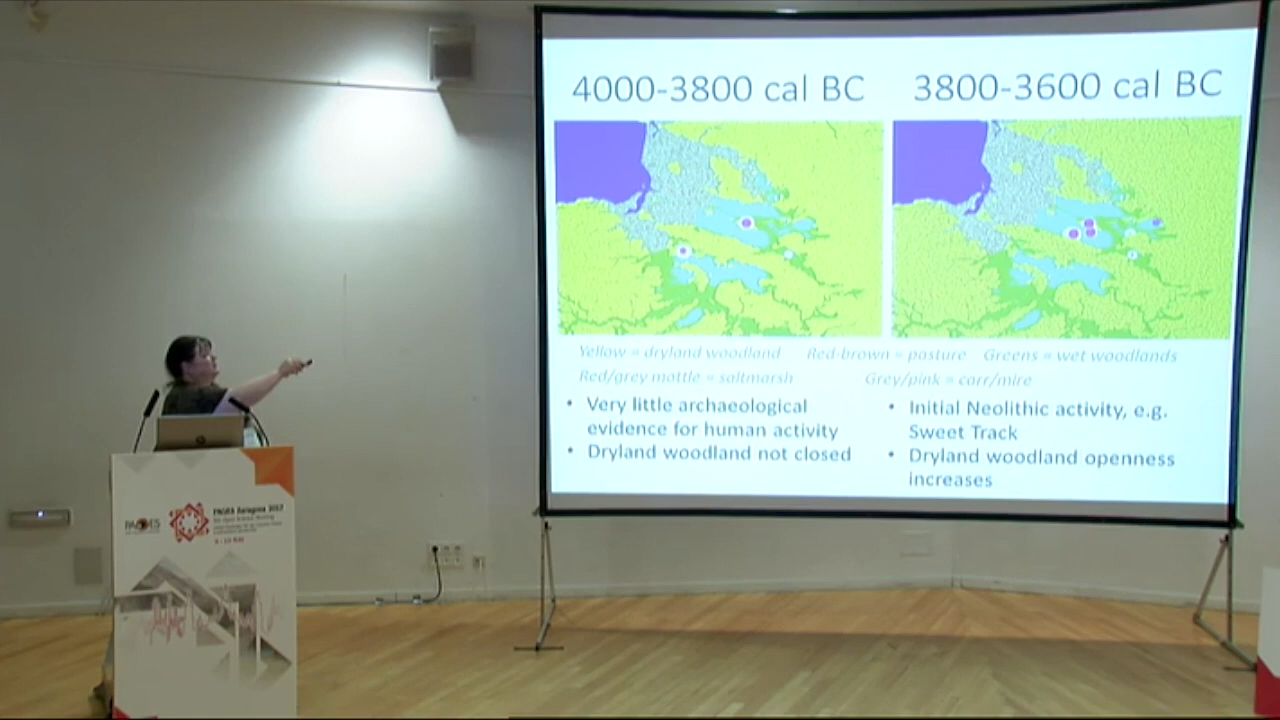 4000-3800 cal BC
3800-3600 cal BC
Yellow = dryland woodland Red-brown = pasture Greens = wet woodlands
Red/grey mottle = saltmarsh Grey/pink = carr/mire
• Very little archaeological
evidence for human activity
• Dryland woodland not closed
• Initial Neolithic activity, e.g.
Sweet Track
• Dryland woodland openness
increases
PAGES
PAGES Zaragoza 2017